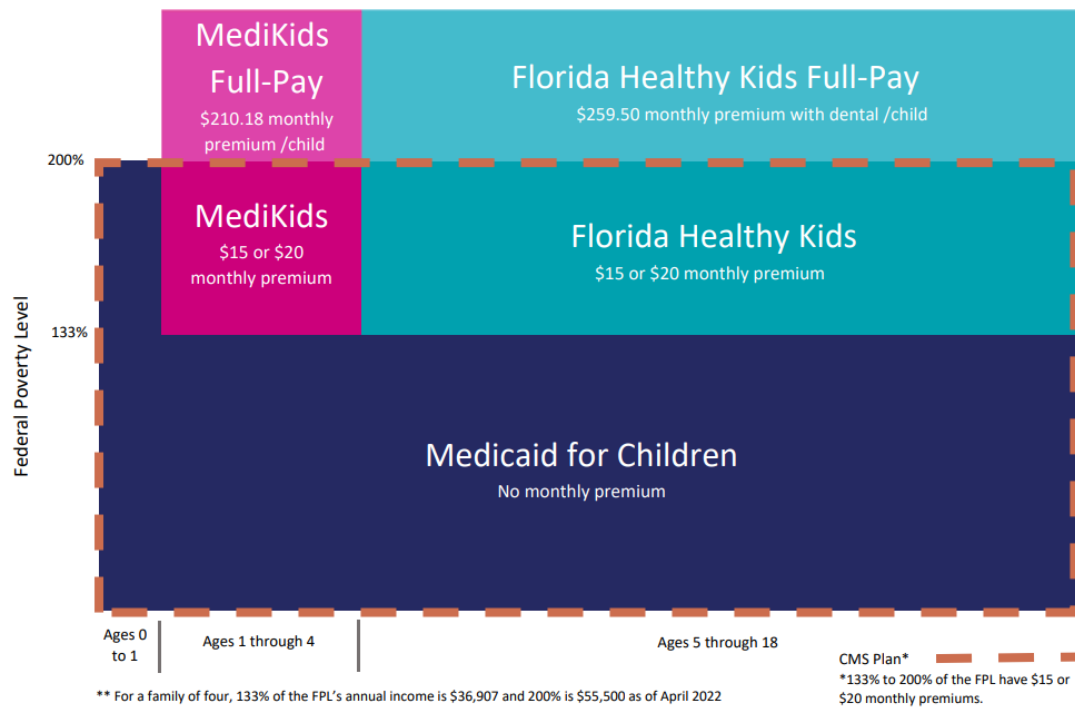 MediKids
Full-Pay
$210.18 monthly
premium /child
Florida Healthy Kids Full-Pay
$259.50 monthly premium with dental /child
200%
MediKids
$15 or $20
monthly premium
Florida Healthy Kids
$15 or $20 monthly premium
133%
Federal Poverty Level
Medicaid for Children
No monthly premium
Ages 0
to 1
Ages 1 through 4
Ages 5 through 18
CMS Plan*
*133% to 200% of the FPL have $15 or
$20 monthly premiums.
** For a family of four, 133% of the FPL's annual income is $36,907 and 200% is $55,500 as of April 2022